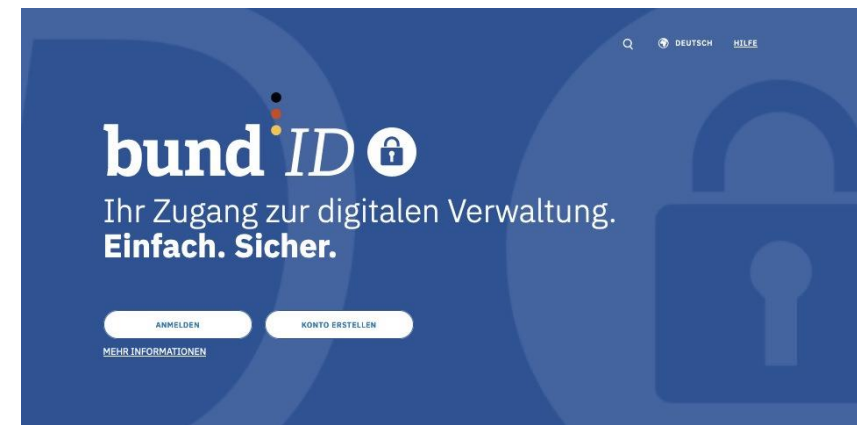 DEUTSCH HILFE
bund ID
Ihr Zugang zur digitalen Verwaltung.
Einfach. Sicher.
ANMELDEN KONTO ERSTELLEN
MEHR INFORMATIONEN